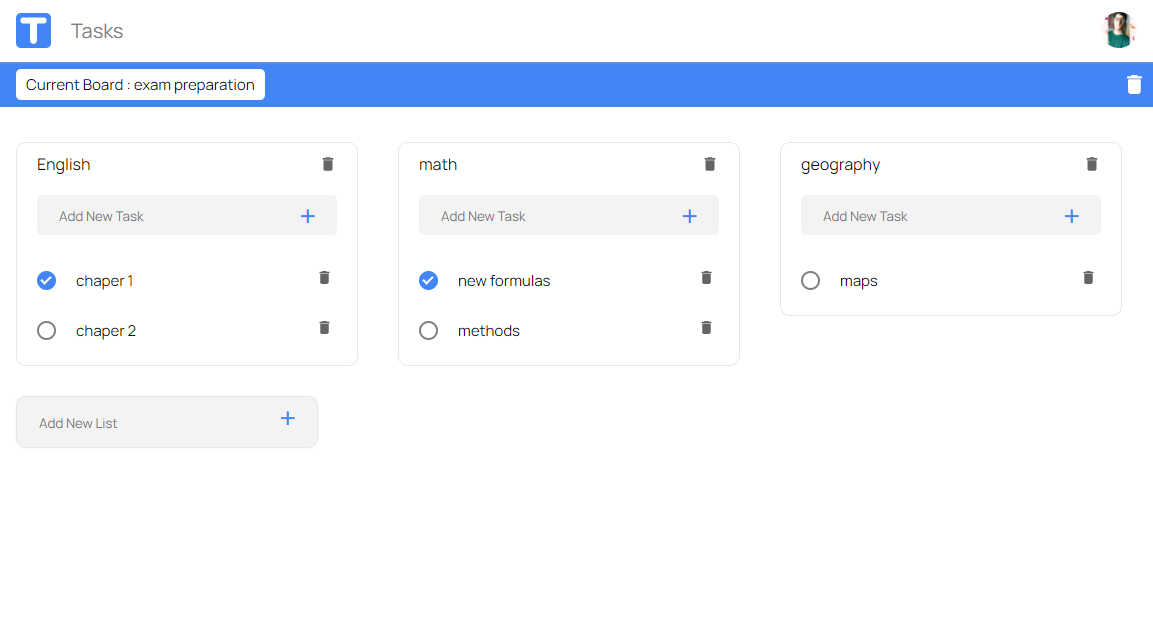 T Tasks
Current Board : exam preparation
English
Add New Task
chaper 1
chaper 2
math
Add New Task
new formulas
methods
geography
Add New Task
maps
Add New List